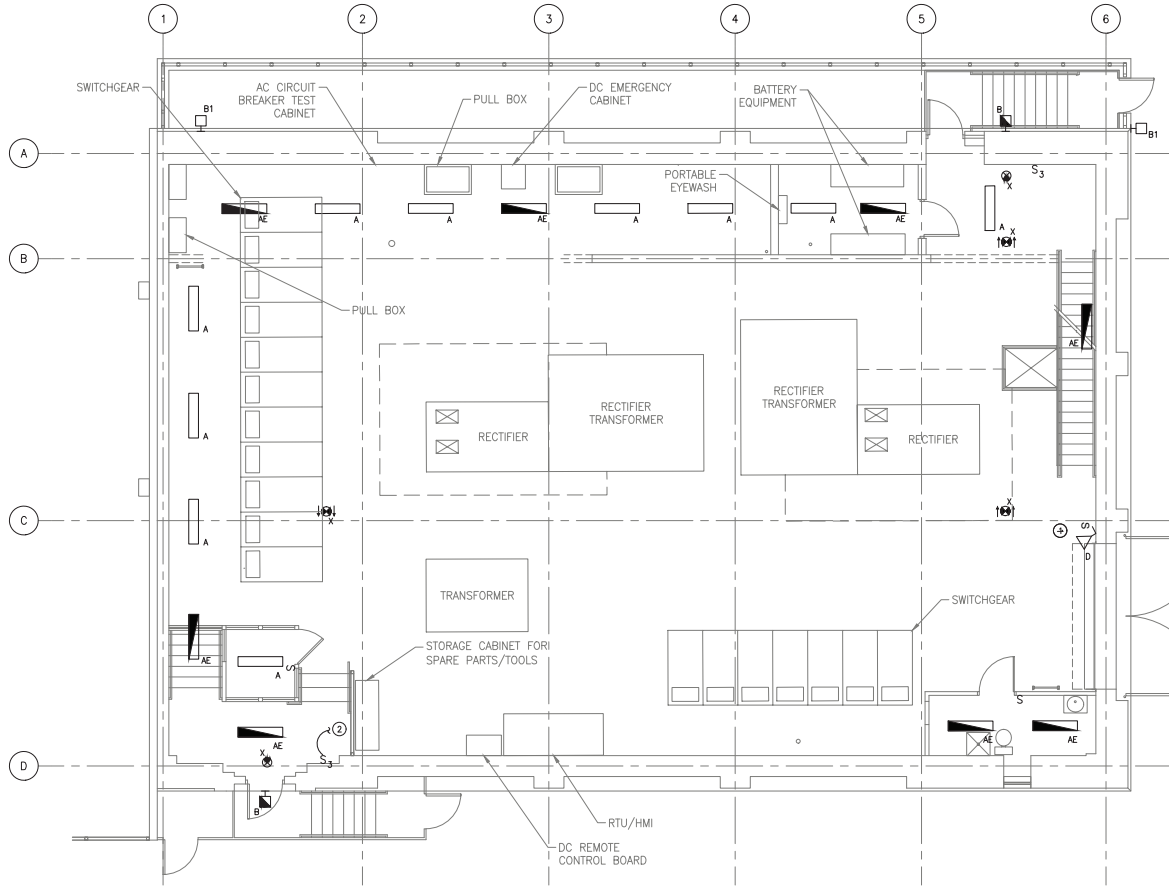 1 2 3 4 5 6
SWITCHGEAR
AC CIRCUIT
BREAKER TEST
CABINET
PULL BOX
DC EMERGENCY
CABINET
BATTERY
EQUIPMENT
B1
B
B1
A
PORTABLE
EYEWASH
S3
X
AE A A AE A A A AE A
X
B
PULL BOX
A
AE
RECTIFIER
TRANSFORMER
RECTIFIER
TRANSFORMER
RECTIFIER
RECTIFIER
A
A
X
X
C
S
4
D
TRANSFORMER
SWITCHGEAR
STORAGE CABINET FOR
SPARE PARTS/TOOLS
AE
A
S
S
2
AE
AE
AE
X
S3
D
B
RTU/HMI
DC REMOTE
CONTROL BOARD